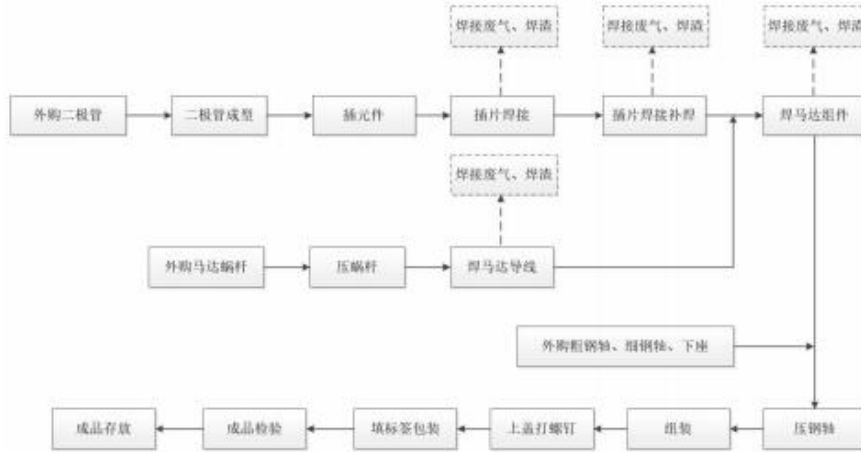 焊接废气、焊渣
焊接废气、焊渣
焊接废气、焊渣
外购二极管
二极管成型
插元件
插片焊接
插片焊接补焊
焊马达组件
焊接废气、焊渣
外购马达蜗杆
压蜗杆
焊马达导线
外购粗钢轴、细钢轴、下座
成品存放
成品检验
填标签包装
上盖打螺钉
组装
压钢轴